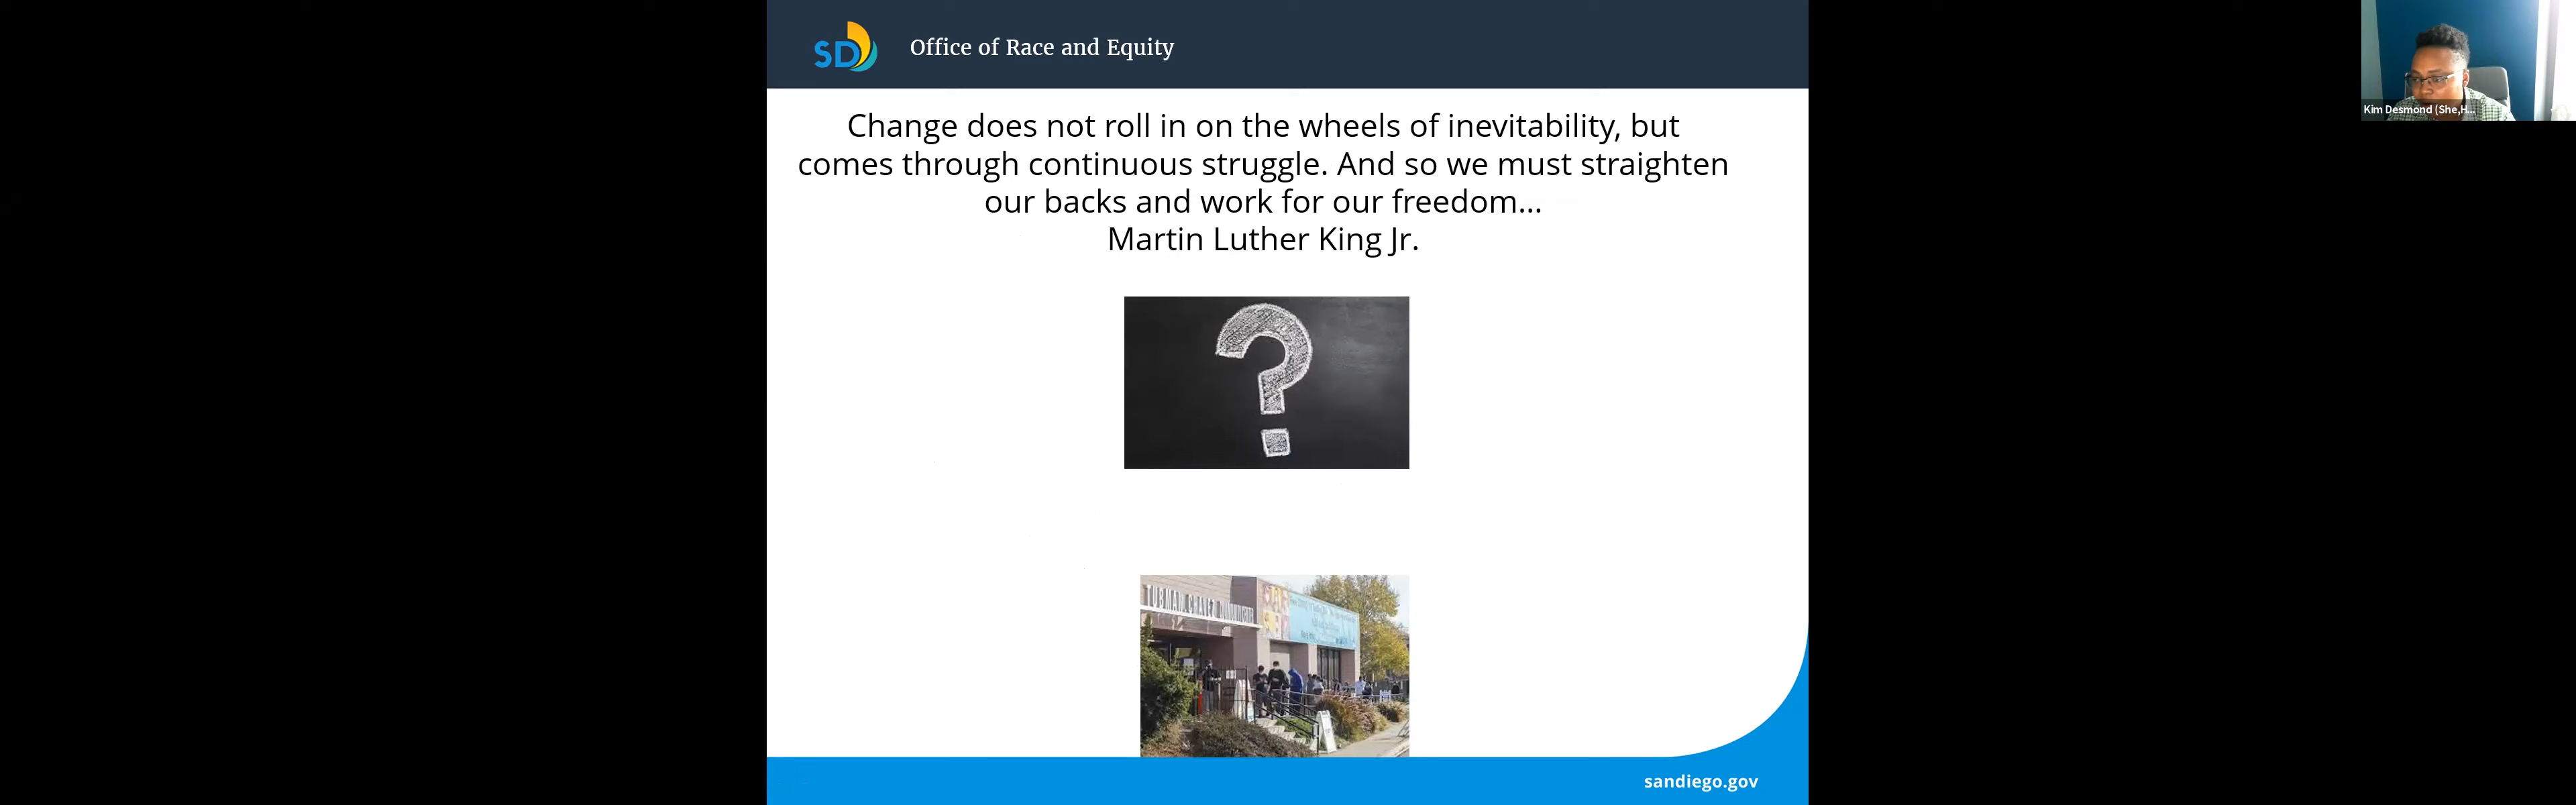 SD
Office of Race and Equity
Kim Desmond (She,H...
Change does not roll in on the wheels of inevitability, but
comes through continuous struggle. And so we must straighten
our backs and work for our freedom...
Martin Luther King Jr.
?
TUBMAN CHAVEZ
sandiego.gov